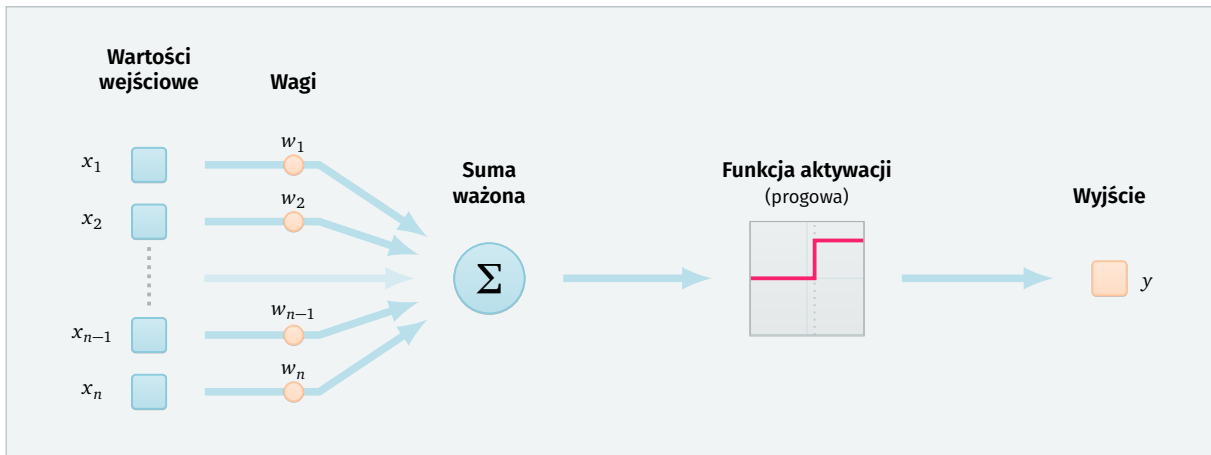 Wartości
wejściowe
Wagi
x₁
w₁
x₂
w₂
xₙ₋₁
wₙ₋₁
xₙ
wₙ
Suma
ważona
Σ
Funkcja aktywacji
(progowa)
Wyjście
y